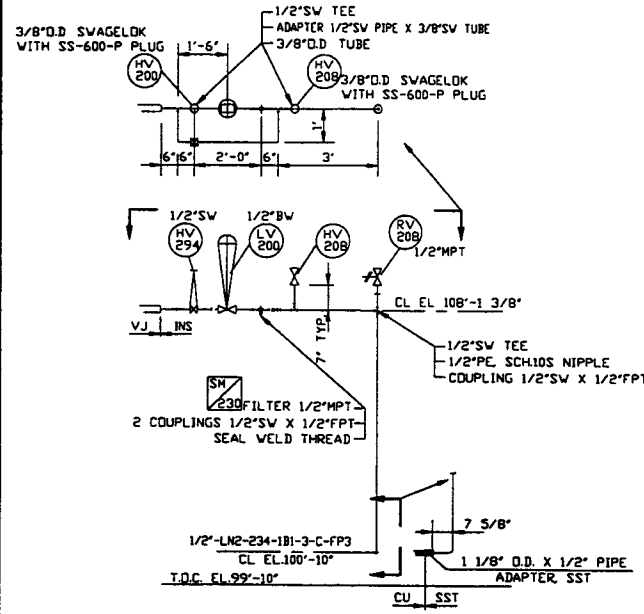 1/2"SW TEE
ADAPTER 1/2"SW PIPE X 3/8"SW TUBE
3/8"O.D TUBE
3/8"O.D SWAGELOK
WITH SS-600-P PLUG
1'-6"
HV
200
HV
208
3/8"O.D SWAGELOK
WITH SS-600-P PLUG
1'
6"
6"
2'-0"
6"
3'
1/2"SW
HV
294
1/2"BW
LV
200
HV
208
RV
208
1/2"MPT
CL EL 108'-1 3/8"
VJ
INS
7" TYP.
1/2"SW TEE
1/2"PE, SCH.10S NIPPLE
COUPLING 1/2"SW X 1/2"FPT
SM
230
FILTER 1/2"MPT
2 COUPLINGS 1/2"SW X 1/2"FPT
SEAL WELD THREAD
7 5/8"
1/2"-LN2-234-1B1-3-C-FP3
CL EL.100'-10"
1 1/8" O.D. X 1/2" PIPE
ADAPTER, SST
T.O.C. EL.99'-10"
CU
SST